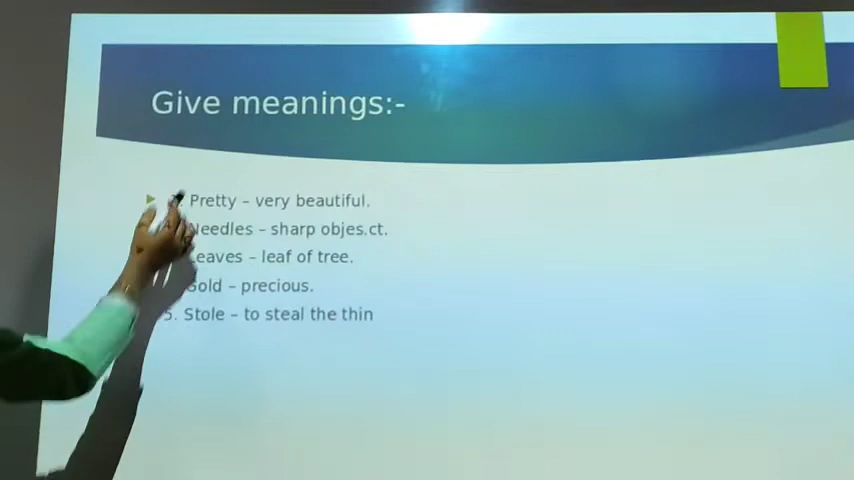 Give meanings:-
Pretty – very beautiful.
Needles – sharp objes.ct.
Leaves – leaf of tree.
Gold – precious.
5. Stole – to steal the thin